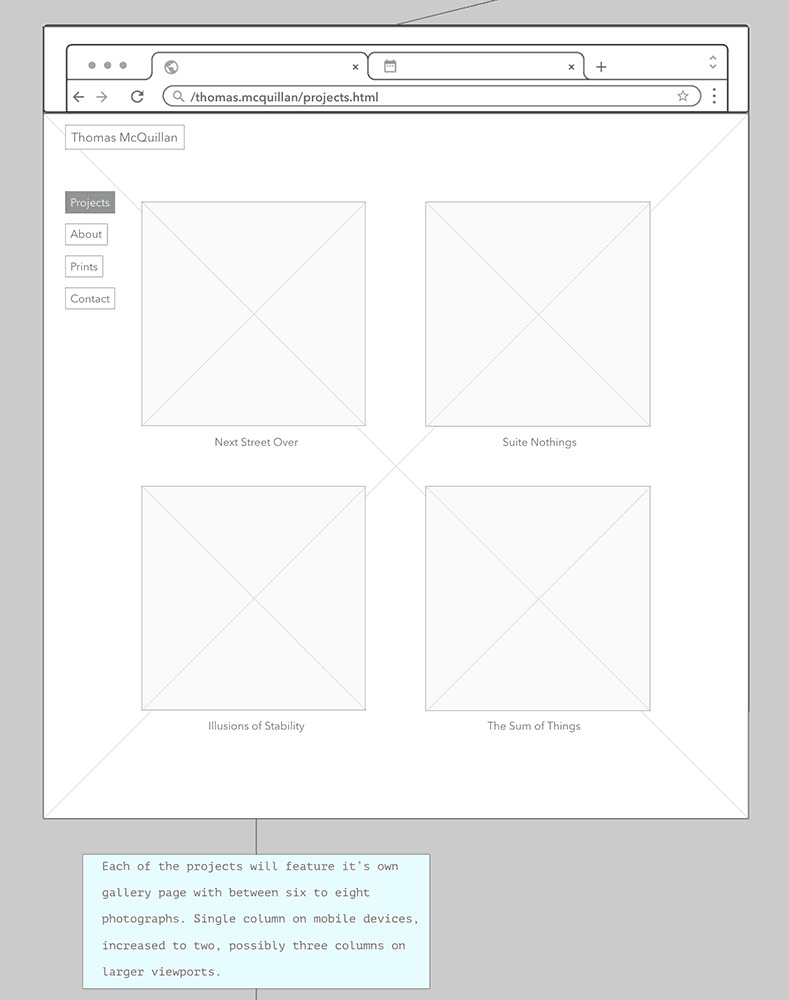 /thomas.mcquillan/projects.html
Thomas McQuillan
Projects
About
Prints
Contact
Next Street Over
Suite Nothings
Illusions of Stability
The Sum of Things
Each of the projects will feature it's own
gallery page with between six to eight
photographs. Single column on mobile devices,
increased to two, possibly three columns on
larger viewports.